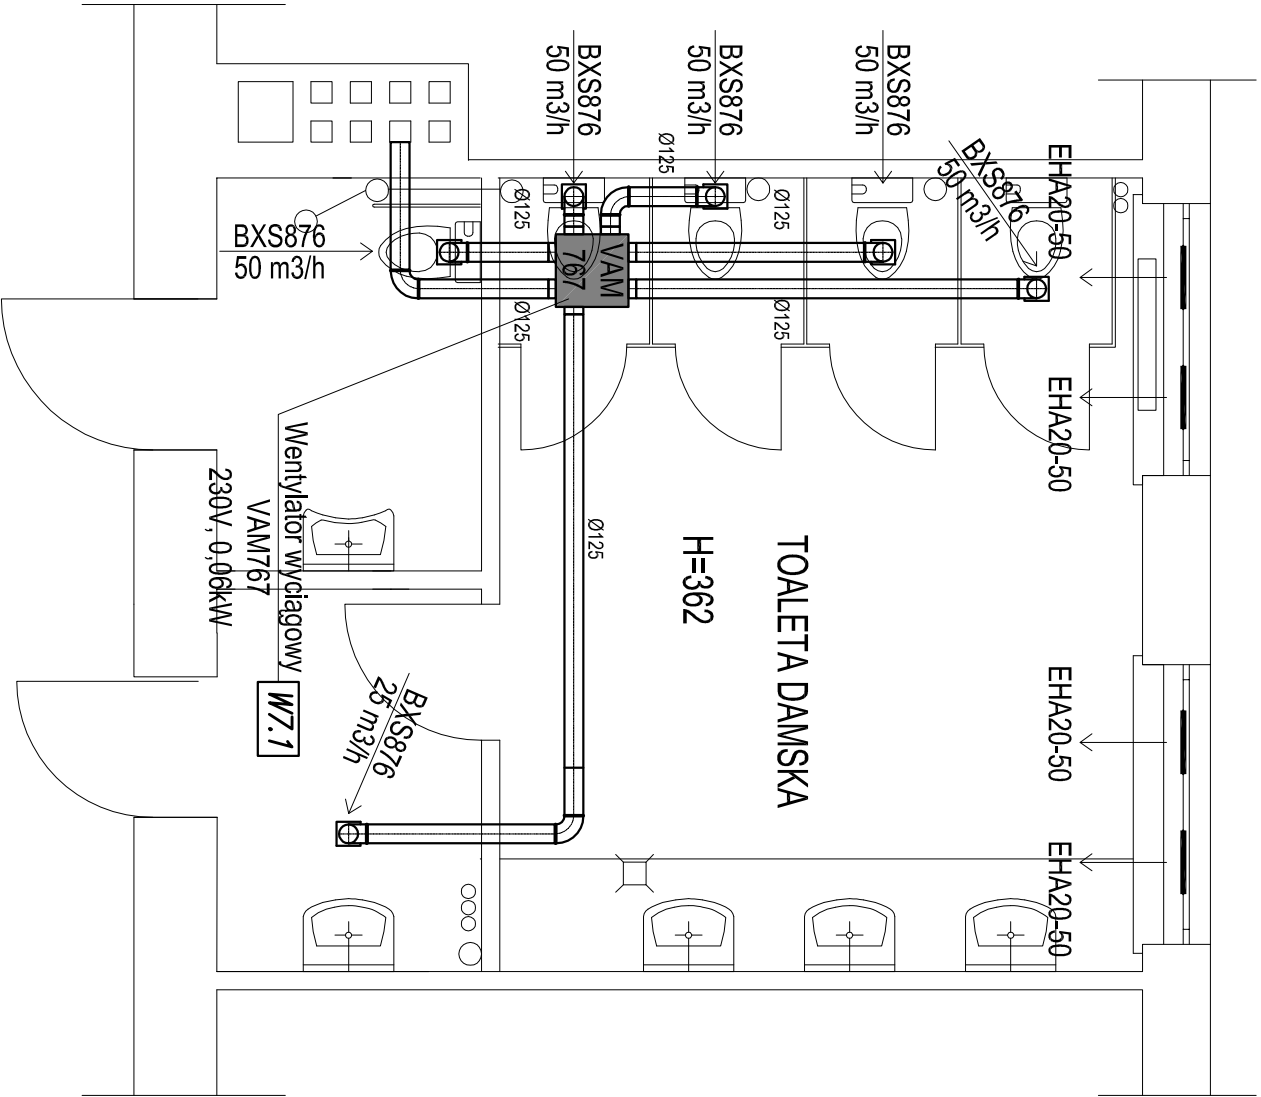 BXS876
50 m3/h
BXS876
50 m3/h
BXS876
50 m3/h
BXS876
50 m3/h
EHA20-50
Ø125
Ø125
Ø125
BXS876
50 m3/h
VAM
767
Ø125
Ø125
EHA20-50
Wentylator wyciągowy
VAM767
230V, 0,06kW
Ø125
H=362
TOALETA DAMSKA
W7.1
BXS876
25 m3/h
EHA20-50
EHA20-50